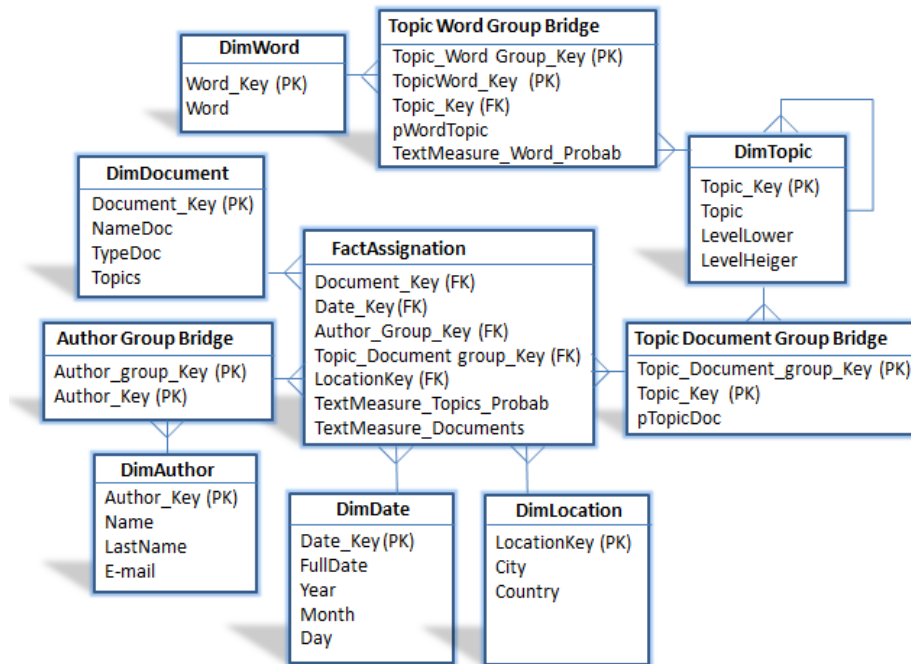 DimWord
Word_Key (PK)
Word
Topic Word Group Bridge
Topic_Word Group_Key (PK)
TopicWord_Key (PK)
Topic_Key (FK)
pWordTopic
TextMeasure_Word_Probab
DimTopic
Topic_Key (PK)
Topic
LevelLower
LevelHeiger
DimDocument
Document_Key (PK)
NameDoc
TypeDoc
Topics
FactAssignation
Document_Key (FK)
Date_Key (FK)
Author_Group_Key (FK)
Topic_Document group_Key (FK)
LocationKey (FK)
TextMeasure_Topics_Probab
TextMeasure_Documents
Author Group Bridge
Author_group_Key (PK)
Author_Key (PK)
Topic Document Group Bridge
Topic_Document_group_Key (PK)
Topic_Key (PK)
pTopicDoc
DimAuthor
Author_Key (PK)
Name
LastName
E-mail
DimDate
Date_Key (PK)
FullDate
Year
Month
Day
DimLocation
LocationKey (PK)
City
Country